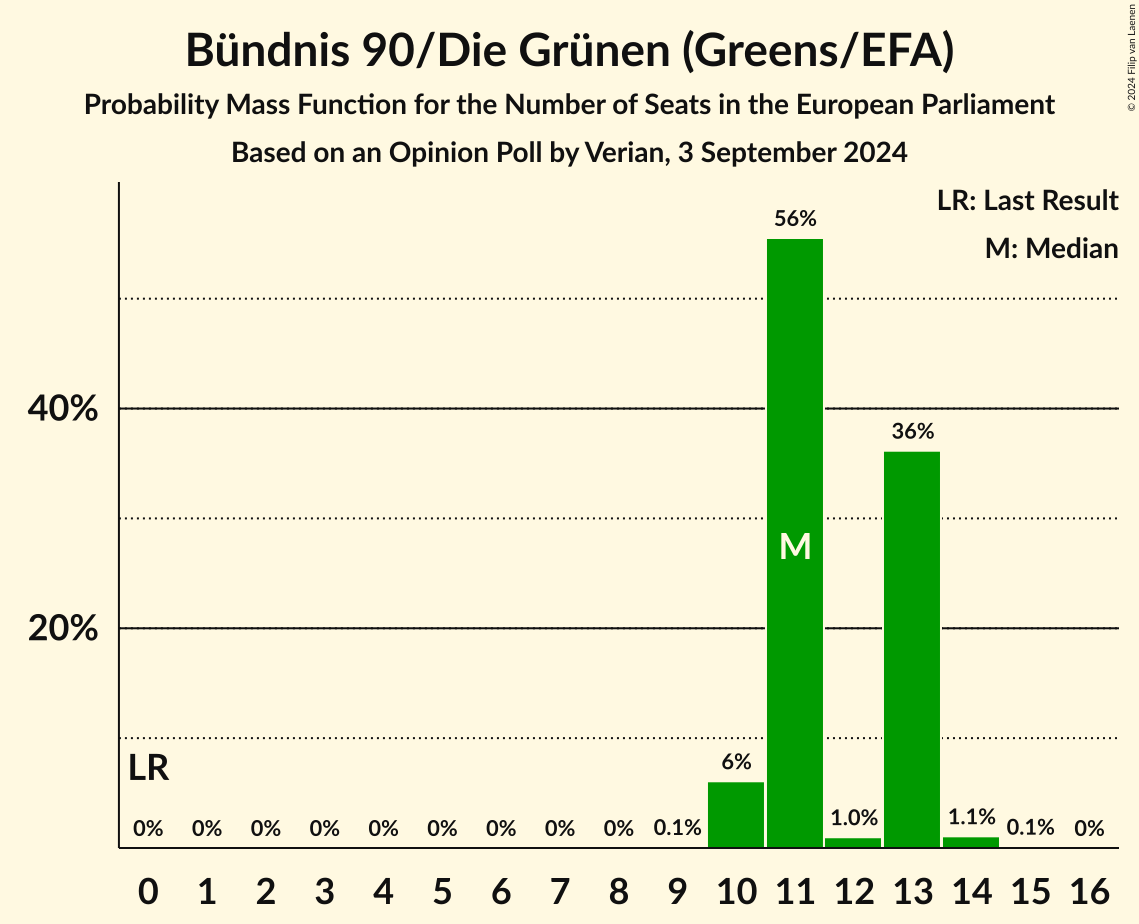 Bündnis 90/Die Grünen (Greens/EFA)
Probability Mass Function for the Number of Seats in the European Parliament
Based on an Opinion Poll by Verian, 3 September 2024
© 2024 Filip van Laenen
LR: Last Result
M: Median
56%
40%
36%
M
20%
LR
6%
0% 0% 0% 0% 0% 0% 0% 0% 0% 0.1% 1.0% 1.1% 0.1% 0%
0 1 2 3 4 5 6 7 8 9 10 11 12 13 14 15 16